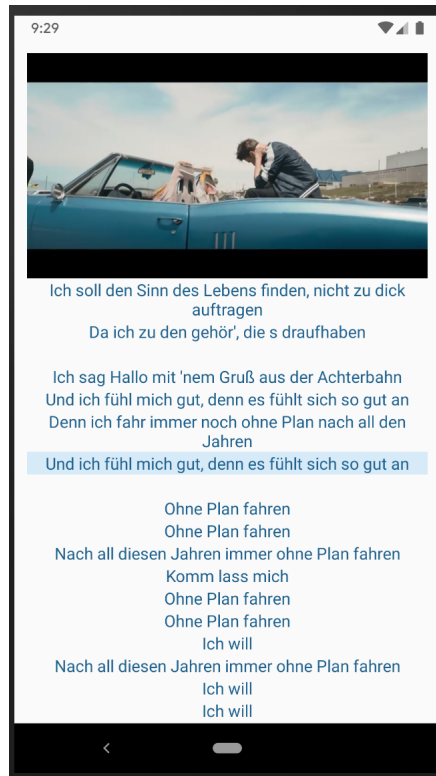 9:29
Ich soll den Sinn des Lebens finden, nicht zu dick
auftragen
Da ich zu den gehör', die s draufhaben
Ich sag Hallo mit 'nem Gruß aus der Achterbahn
Und ich fühl mich gut, denn es fühlt sich so gut an
Denn ich fahr immer noch ohne Plan nach all den
Jahren
Und ich fühl mich gut, denn es fühlt sich so gut an
Ohne Plan fahren
Ohne Plan fahren
Nach all diesen Jahren immer ohne Plan fahren
Komm lass mich
Ohne Plan fahren
Ohne Plan fahren
Ich will
Nach all diesen Jahren immer ohne Plan fahren
Ich will
Ich will